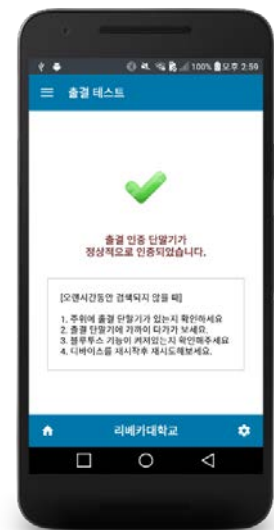 100% 오후 2:59
출결 테스트
출결 인증 단말기가
정상적으로 인증되었습니다.
[오랜시간동안 검색되지 않을 때]
1. 주위에 출결 단말기가 있는지 확인하세요
2. 출결 단말기에 가까이 다가가 보세요.
3. 블루투스 기능이 켜져있는지 확인해주세요
4. 디바이스를 재시작후 재시도해보세요.
리베카대학교